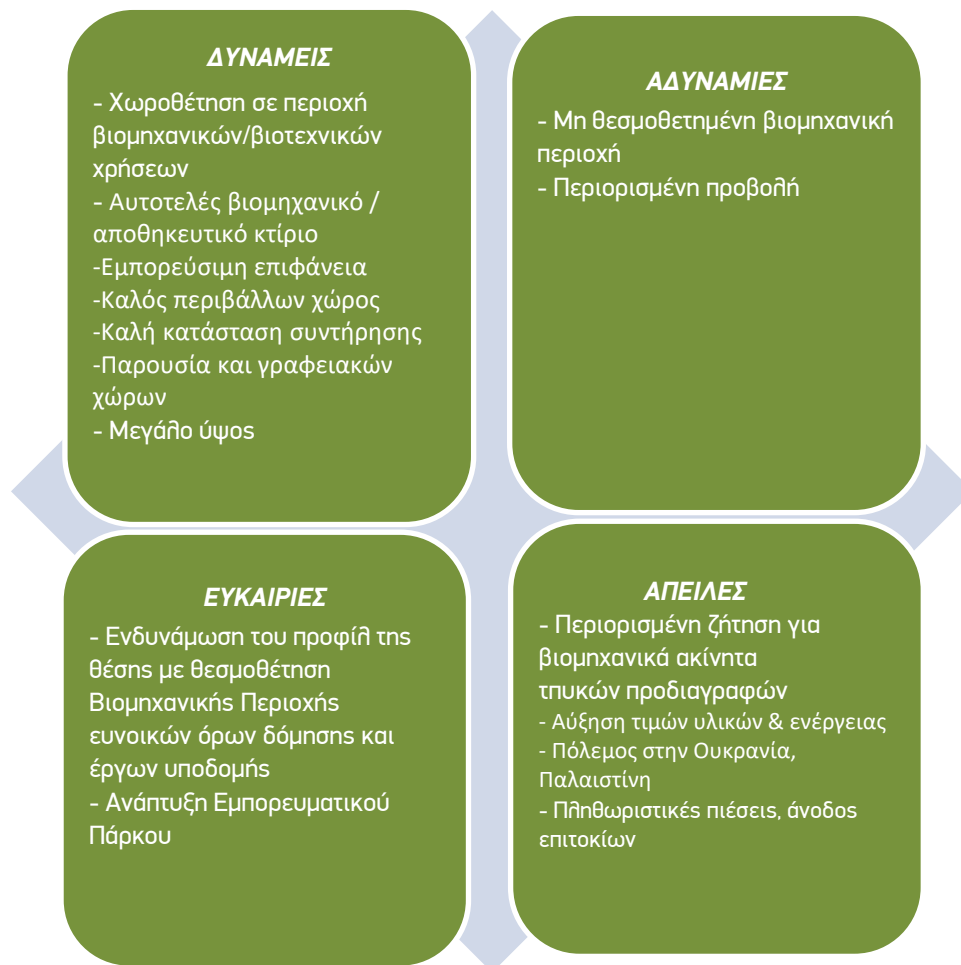 ΔΥΝΑΜΕΙΣ
- Χωροθέτηση σε περιοχή
βιομηχανικών/βιοτεχνικών
χρήσεων
- Αυτοτελές βιομηχανικό /
αποθηκευτικό κτίριο
-Εμπορεύσιμη επιφάνεια
-Καλός περιβάλλων χώρος
-Καλή κατάσταση συντήρησης
-Παρουσία και γραφειακών
χώρων
- Μεγάλο ύψος
ΑΔΥΝΑΜΙΕΣ
- Μη θεσμοθετημένη βιομηχανική
περιοχή
- Περιορισμένη προβολή
ΕΥΚΑΙΡΙΕΣ
- Ενδυνάμωση του προφίλ της
θέσης με θεσμοθέτηση
Βιομηχανικής Περιοχής
ευνοικών όρων δόμησης και
έργων υποδομής
- Ανάπτυξη Εμπορευματικού
Πάρκου
ΑΠΕΙΛΕΣ
- Περιορισμένη ζήτηση για
βιομηχανικά ακίνητα
τπυκών προδιαγραφών
- Αύξηση τιμών υλικών & ενέργειας
- Πόλεμος στην Ουκρανία,
Παλαιστίνη
- Πληθωριστικές πιέσεις, άνοδος
επιτοκίων